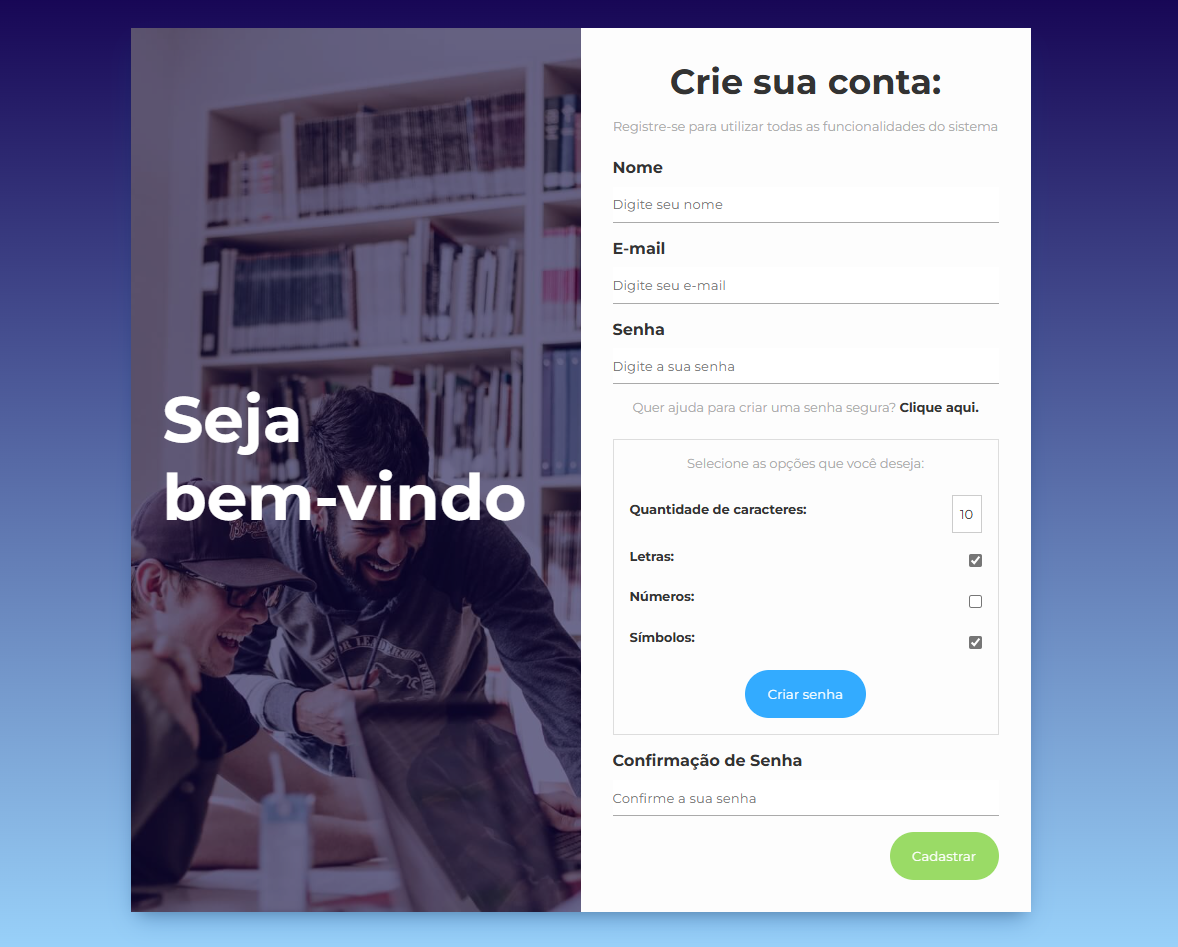 Crie sua conta:
Registre-se para utilizar todas as funcionalidades do sistema
Nome
Digite seu nome
E-mail
Digite seu e-mail
Senha
Digite a sua senha
Quer ajuda para criar uma senha segura? Clique aqui.
Selecione as opções que você deseja:
Quantidade de caracteres: 10
Letras:
Números:
Símbolos:
Criar senha
Confirmação de Senha
Confirme a sua senha
Cadastrar
Seja
bem-vindo